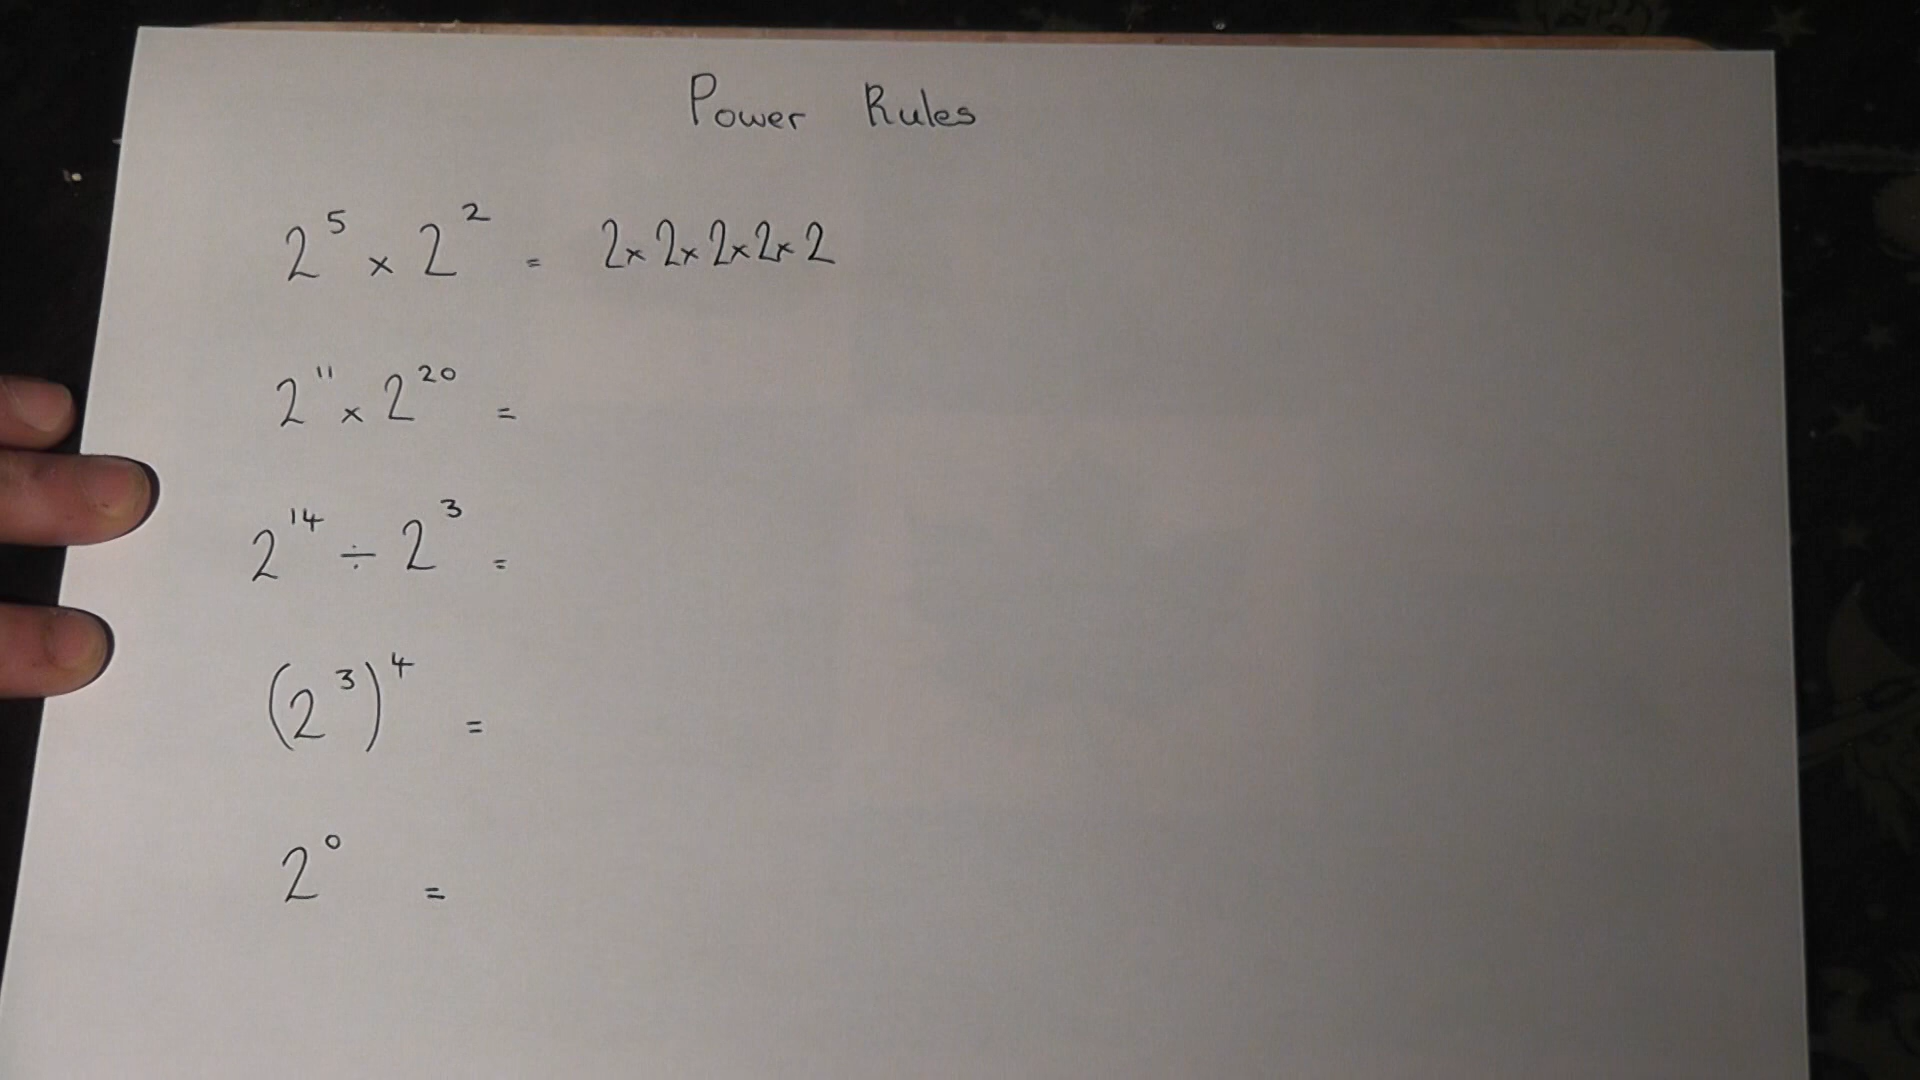 Power Rules
2⁵ × 2² = 2×2×2×2×2
2¹¹ × 2²⁰ =
2¹⁴ ÷ 2³ =
(2³)⁴ =
2⁰ =